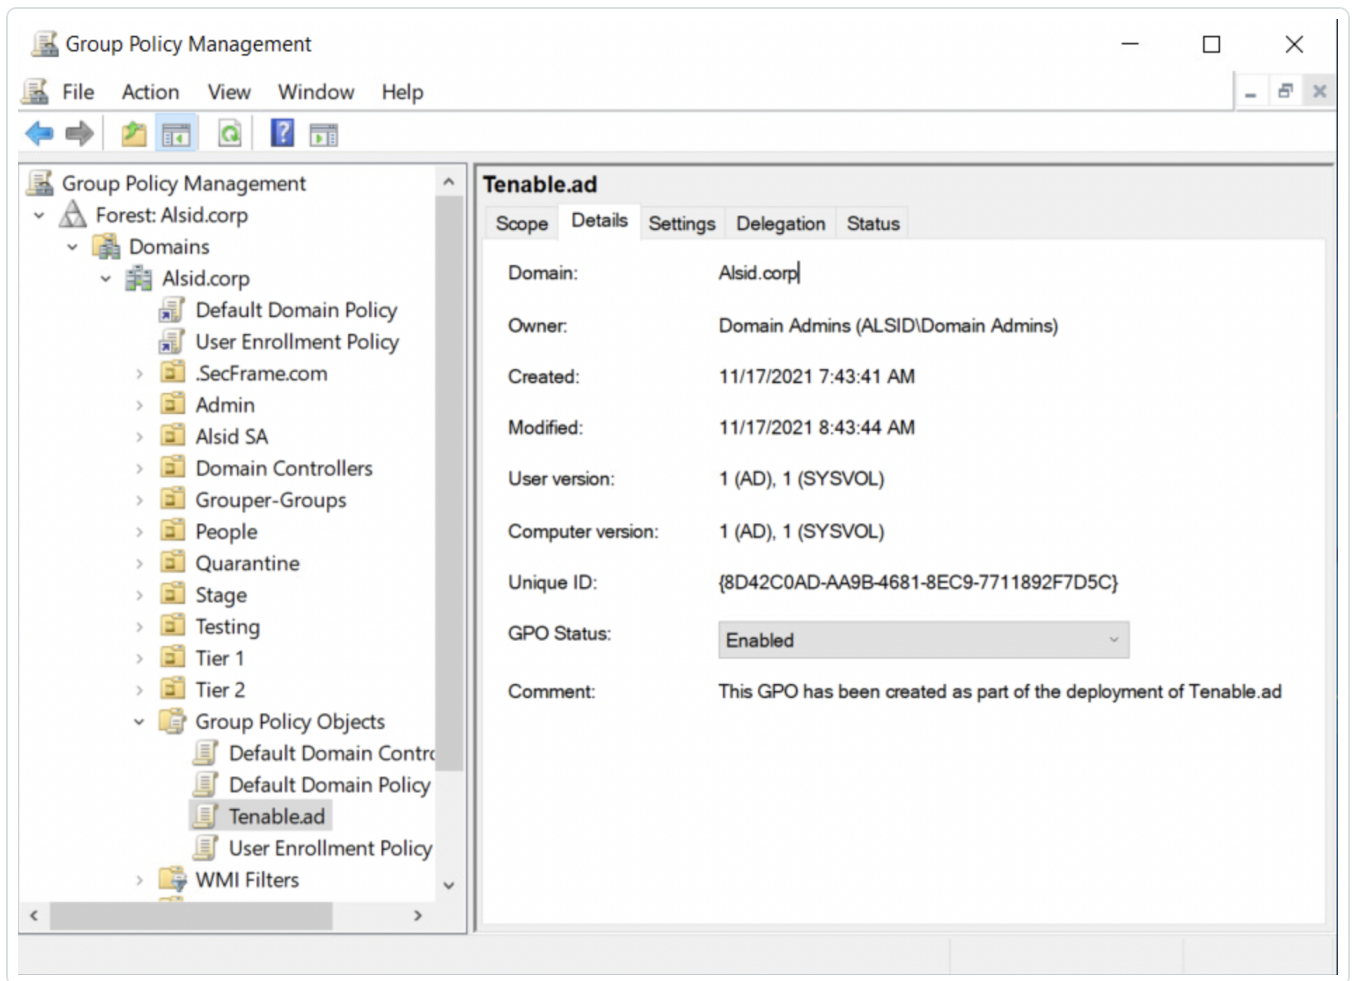 Group Policy Management
File Action View Window Help
Group Policy Management
Forest: Alsid.corp
Domains
Alsid.corp
Default Domain Policy
User Enrollment Policy
.SecFrame.com
Admin
Alsid SA
Domain Controllers
Grouper-Groups
People
Quarantine
Stage
Testing
Tier 1
Tier 2
Group Policy Objects
Default Domain Contro
Default Domain Policy
Tenable.ad
User Enrollment Policy
WMI Filters
Tenable.ad
Scope Details Settings Delegation Status
Domain: Alsid.corp
Owner: Domain Admins (ALSID\Domain Admins)
Created: 11/17/2021 7:43:41 AM
Modified: 11/17/2021 8:43:44 AM
User version: 1 (AD), 1 (SYSVOL)
Computer version: 1 (AD), 1 (SYSVOL)
Unique ID: {8D42C0AD-AA9B-4681-8EC9-7711892F7D5C}
GPO Status: Enabled
Comment: This GPO has been created as part of the deployment of Tenable.ad